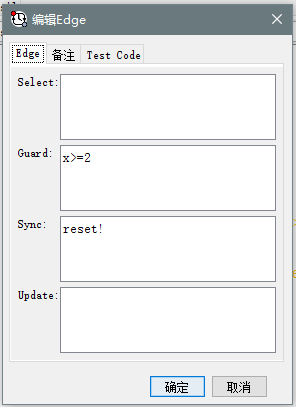 编辑Edge
Edge 备注 Test Code
Select:
Guard: x>=2
Sync: reset!
Update:
确定 取消